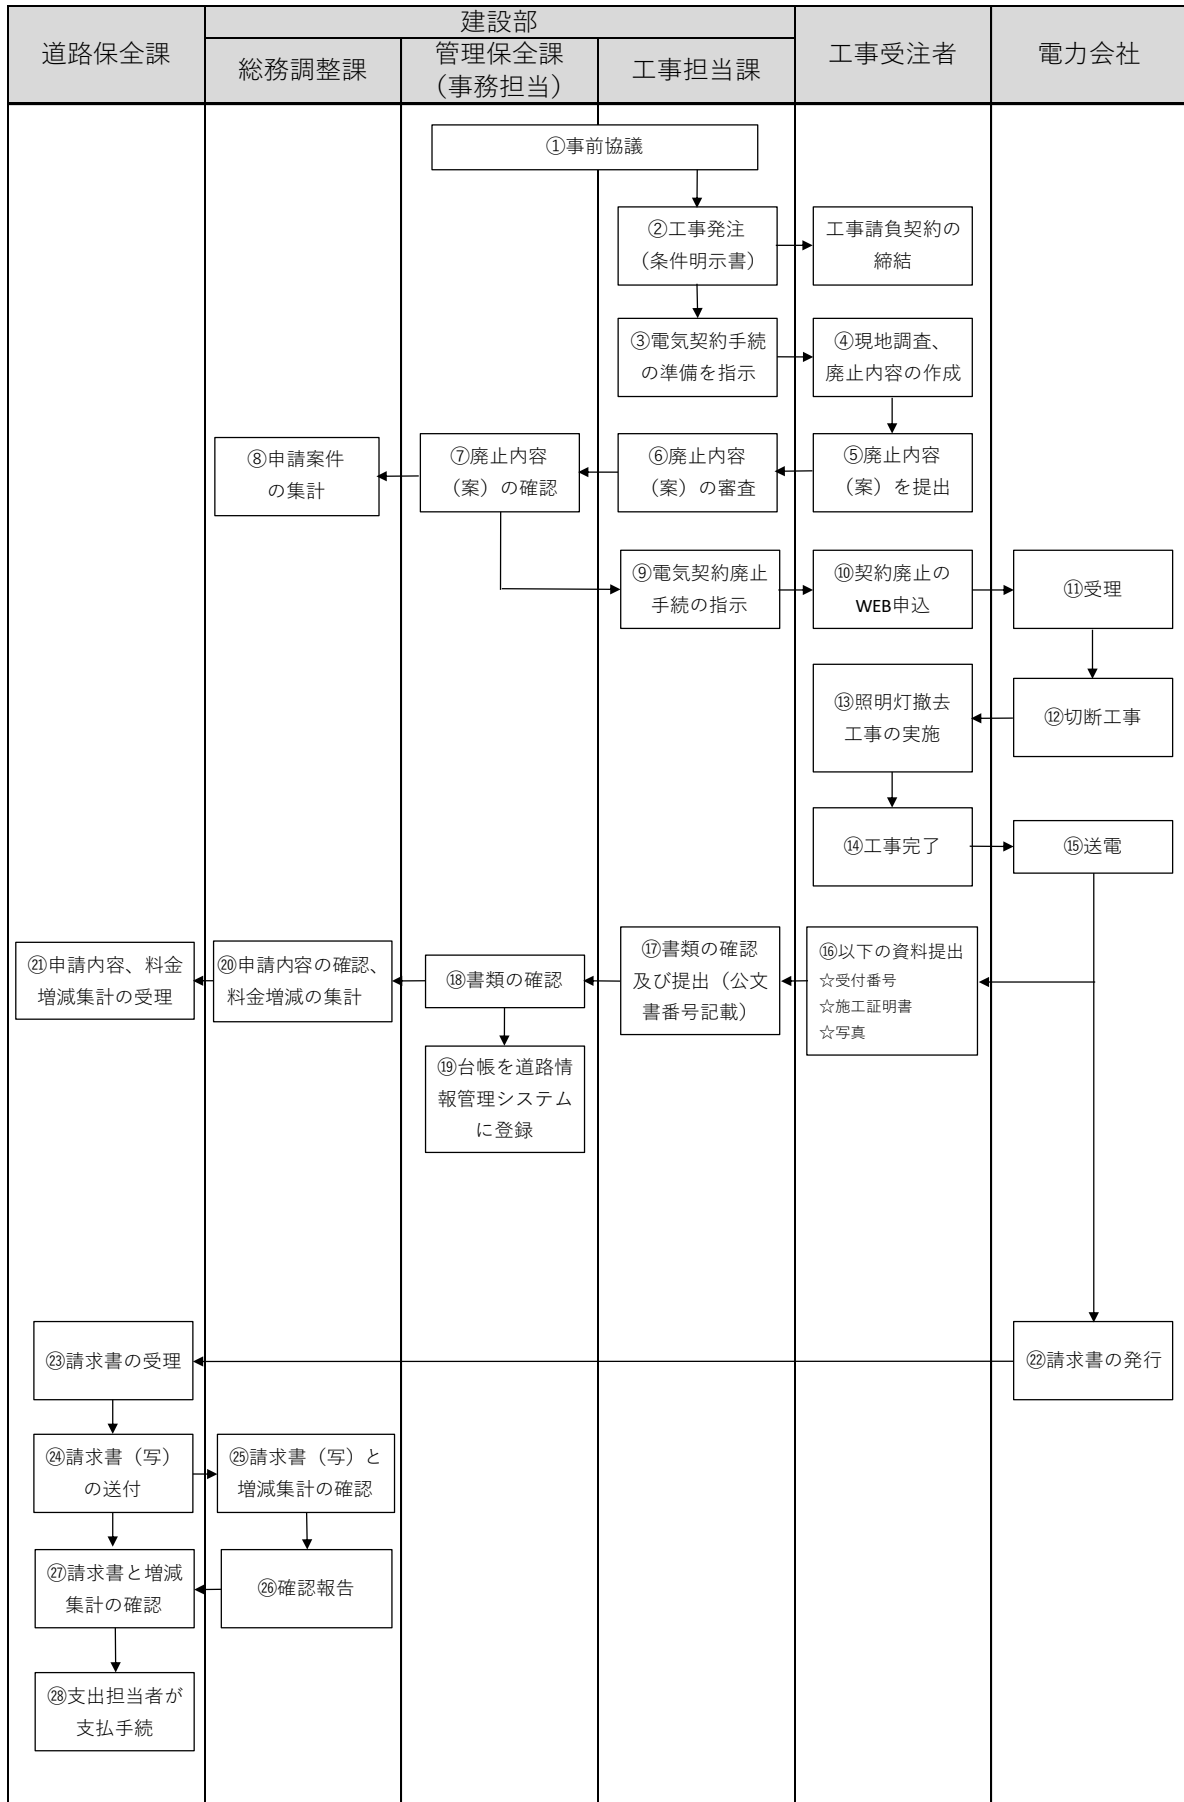 建設部
道路保全課
総務調整課
管理保全課
（事務担当）
工事担当課
工事受注者
電力会社
①事前協議
②工事発注
（条件明示書）
工事請負契約の
締結
③電気契約手続
の準備を指示
④現地調査、
廃止内容の作成
⑧申請案件
の集計
⑦廃止内容
（案）の確認
⑥廃止内容
（案）の審査
⑤廃止内容
（案）を提出
⑨電気契約廃止
手続の指示
⑩契約廃止の
WEB申込
⑪受理
⑬照明灯撤去
工事の実施
⑫切断工事
⑭工事完了
⑮送電
㉑申請内容、料金
増減集計の受理
⑳申請内容の確認、
料金増減の集計
⑱書類の確認
⑰書類の確認
及び提出（公文
書番号記載）
⑯以下の資料提出
☆受付番号
☆施工証明書
☆写真
⑲台帳を道路情
報管理システム
に登録
㉓請求書の受理
㉒請求書の発行
㉔請求書（写）
の送付
㉕請求書（写）と
増減集計の確認
㉗請求書と増減
集計の確認
㉖確認報告
㉘支出担当者が
支払手続